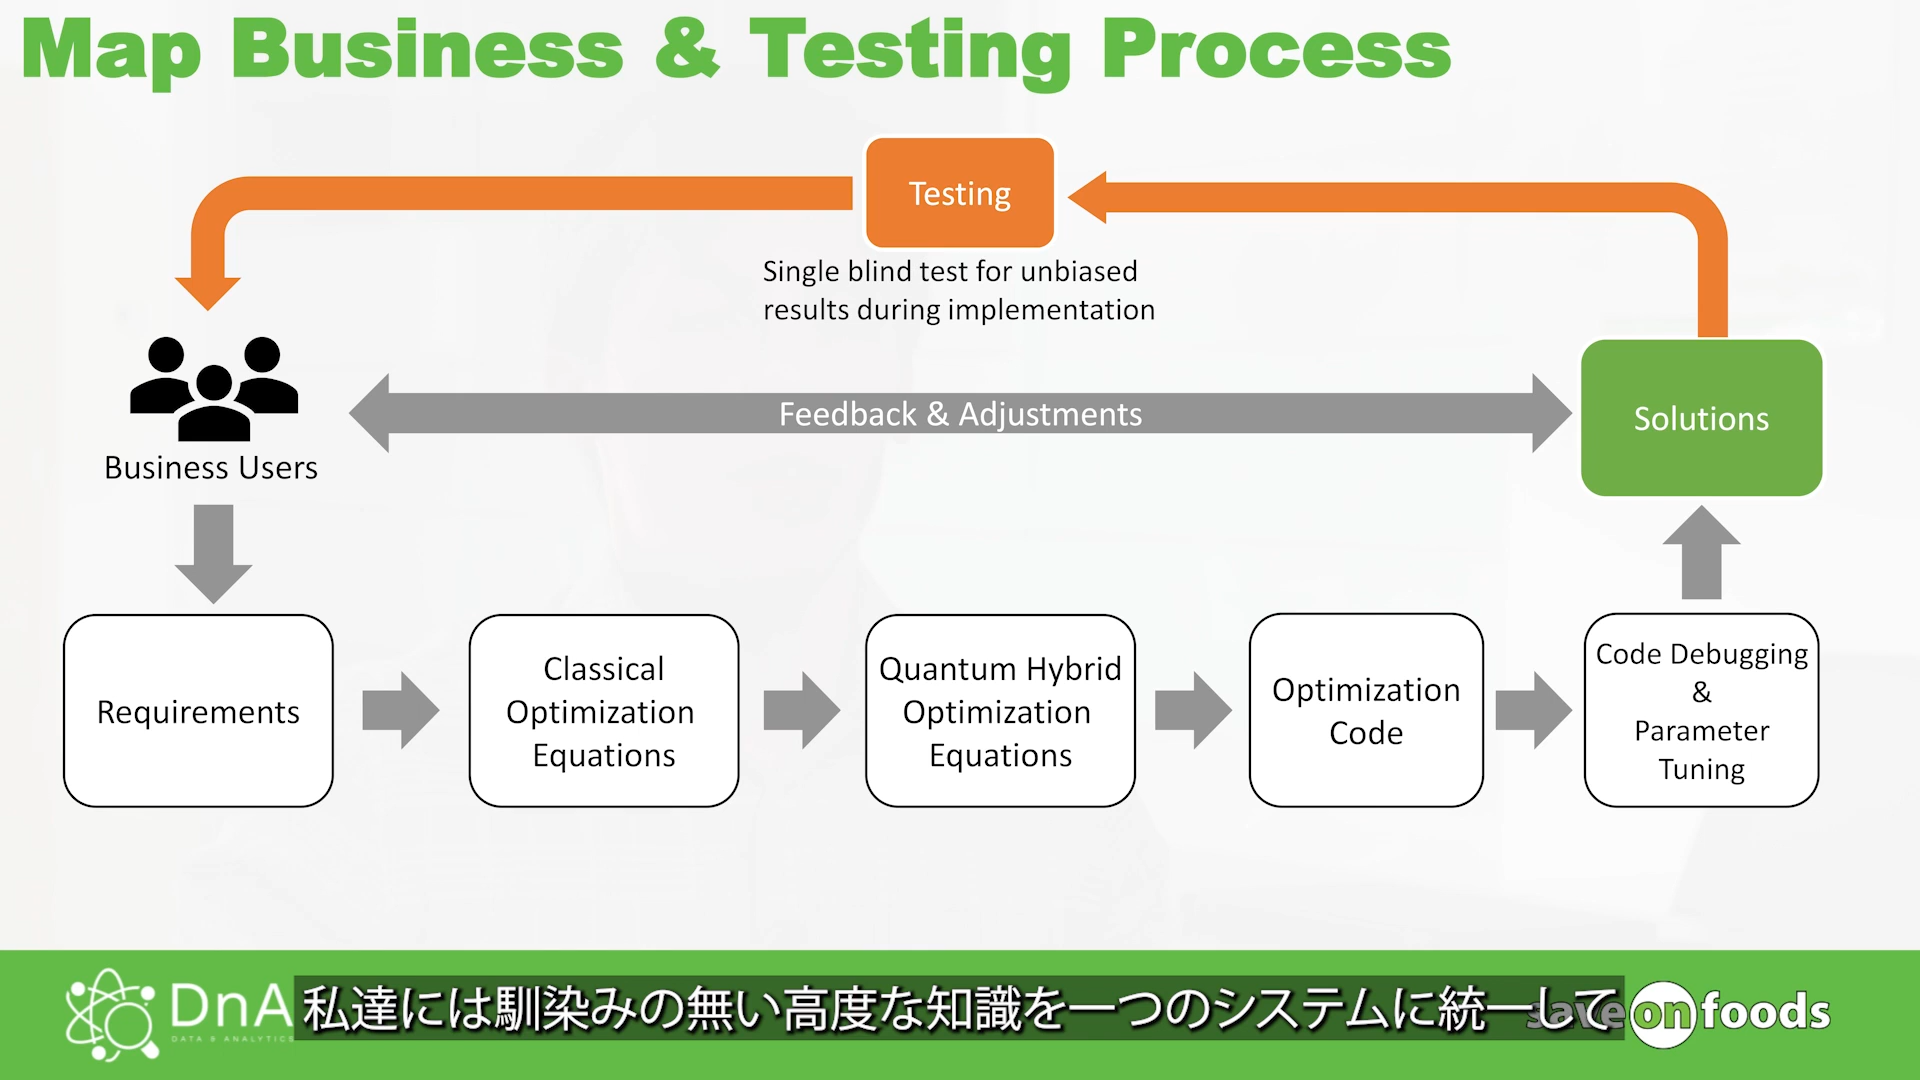 Map Business & Testing Process
Testing
Single blind test for unbiased
results during implementation
Feedback & Adjustments
Solutions
Business Users
Requirements
Classical
Optimization
Equations
Quantum Hybrid
Optimization
Equations
Optimization
Code
Code Debugging
&
Parameter
Tuning
DnA
DATA & ANALYTICS
私達には馴染みの無い高度な知識を一つのシステムに統一して
save on foods